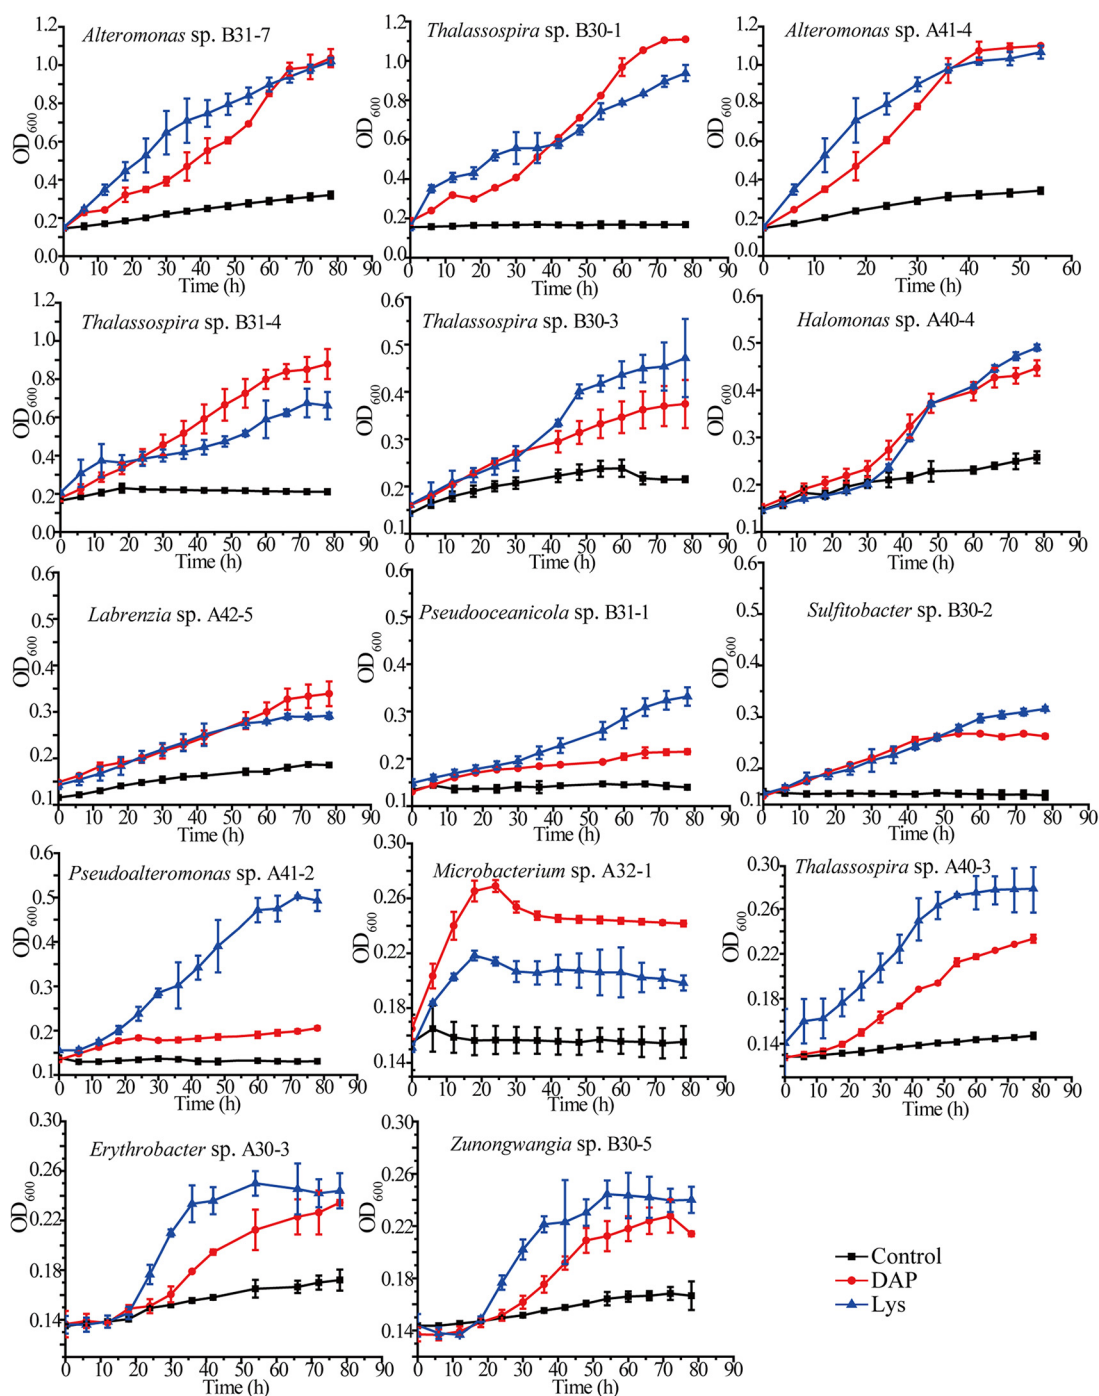 Alteromonas sp. B31-7
OD600
1.2
1.0
0.8
0.6
0.4
0.2
0.0
0 10 20 30 40 50 60 70 80 90
Time (h)
Thalassospira sp. B30-1
OD600
1.2
1.0
0.8
0.6
0.4
0.2
0.0
0 10 20 30 40 50 60 70 80 90
Time (h)
Alteromonas sp. A41-4
OD600
1.2
1.0
0.8
0.6
0.4
0.2
0.0
0 10 20 30 40 50 60
Time (h)
Thalassospira sp. B31-4
OD600
1.2
1.0
0.8
0.6
0.4
0.2
0.0
0 10 20 30 40 50 60 70 80 90
Time (h)
Thalassospira sp. B30-3
OD600
0.6
0.5
0.4
0.3
0.2
0.1
0 10 20 30 40 50 60 70 80 90
Time (h)
Halomonas sp. A40-4
OD600
0.6
0.5
0.4
0.3
0.2
0.1
0 10 20 30 40 50 60 70 80 90
Time (h)
Labrenzia sp. A42-5
OD600
0.6
0.5
0.4
0.3
0.2
0.1
0 10 20 30 40 50 60 70 80 90
Time (h)
Pseudooceanicola sp. B31-1
OD600
0.6
0.5
0.4
0.3
0.2
0.1
0 10 20 30 40 50 60 70 80 90
Time (h)
Sulfitobacter sp. B30-2
OD600
0.6
0.5
0.4
0.3
0.2
0.1
0 10 20 30 40 50 60 70 80 90
Time (h)
Pseudoalteromonas sp. A41-2
OD600
0.6
0.5
0.4
0.3
0.2
0.1
0 10 20 30 40 50 60 70 80 90
Time (h)
Microbacterium sp. A32-1
OD600
0.30
0.26
0.22
0.18
0.14
0 10 20 30 40 50 60 70 80 90
Time (h)
Thalassospira sp. A40-3
OD600
0.30
0.26
0.22
0.18
0.14
0 10 20 30 40 50 60 70 80 90
Time (h)
Erythrobacter sp. A30-3
OD600
0.30
0.26
0.22
0.18
0.14
0 10 20 30 40 50 60 70 80 90
Time (h)
Zunongwangia sp. B30-5
OD600
0.30
0.26
0.22
0.18
0.14
0 10 20 30 40 50 60 70 80 90
Time (h)
Control
DAP
Lys